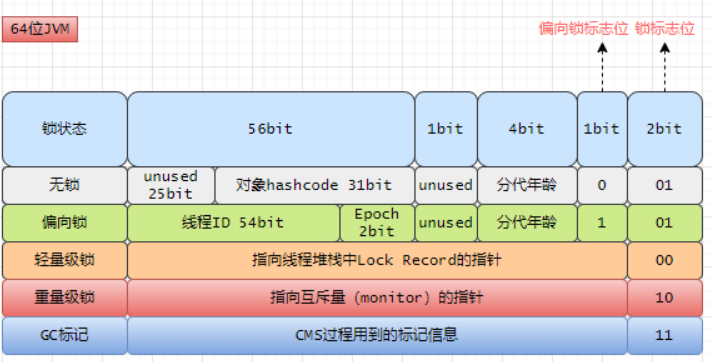 64位JVM
偏向锁标志位 锁标志位
锁状态 56bit 1bit 4bit 1bit 2bit
无锁 unused 25bit 对象hashcode 31bit unused 分代年龄 0 01
偏向锁 线程ID 54bit Epoch 2bit unused 分代年龄 1 01
轻量级锁 指向线程堆栈中Lock Record的指针 00
重量级锁 指向互斥量（monitor）的指针 10
GC标记 CMS过程用到的标记信息 11